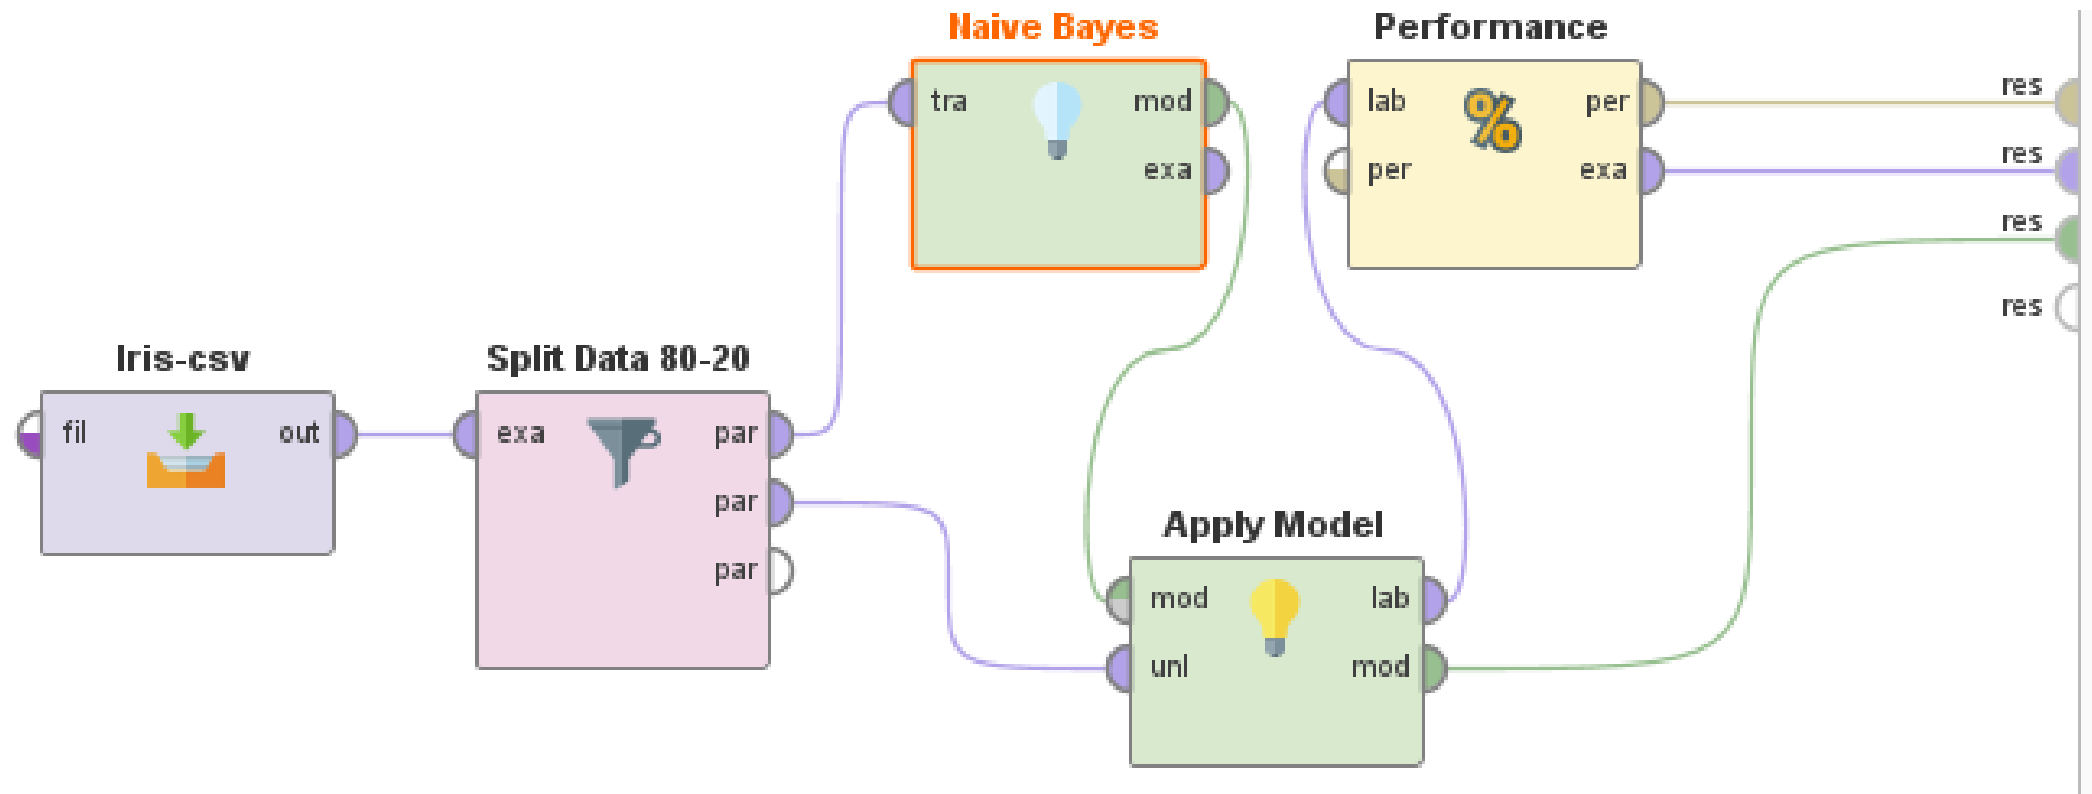 Naive Bayes
tra
mod
exa
Performance
lab
per
per
exa
res
res
res
res
Iris-csv
fil
out
Split Data 80-20
exa
par
par
par
Apply Model
mod
lab
unl
mod